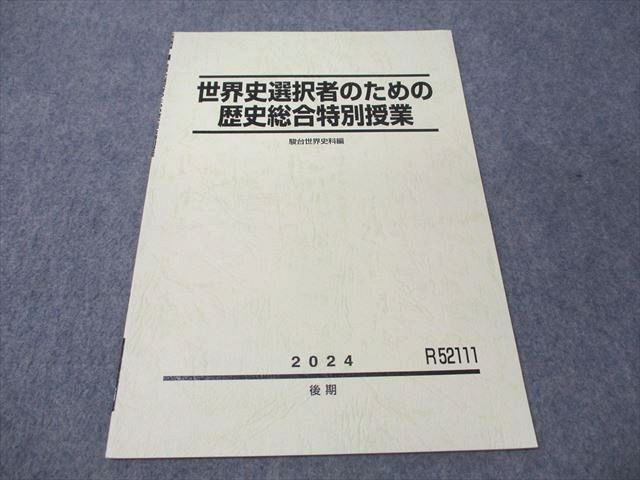 世界史選択者のための
歴史総合特別授業
駿台世界史科編
2024
R52111
後期